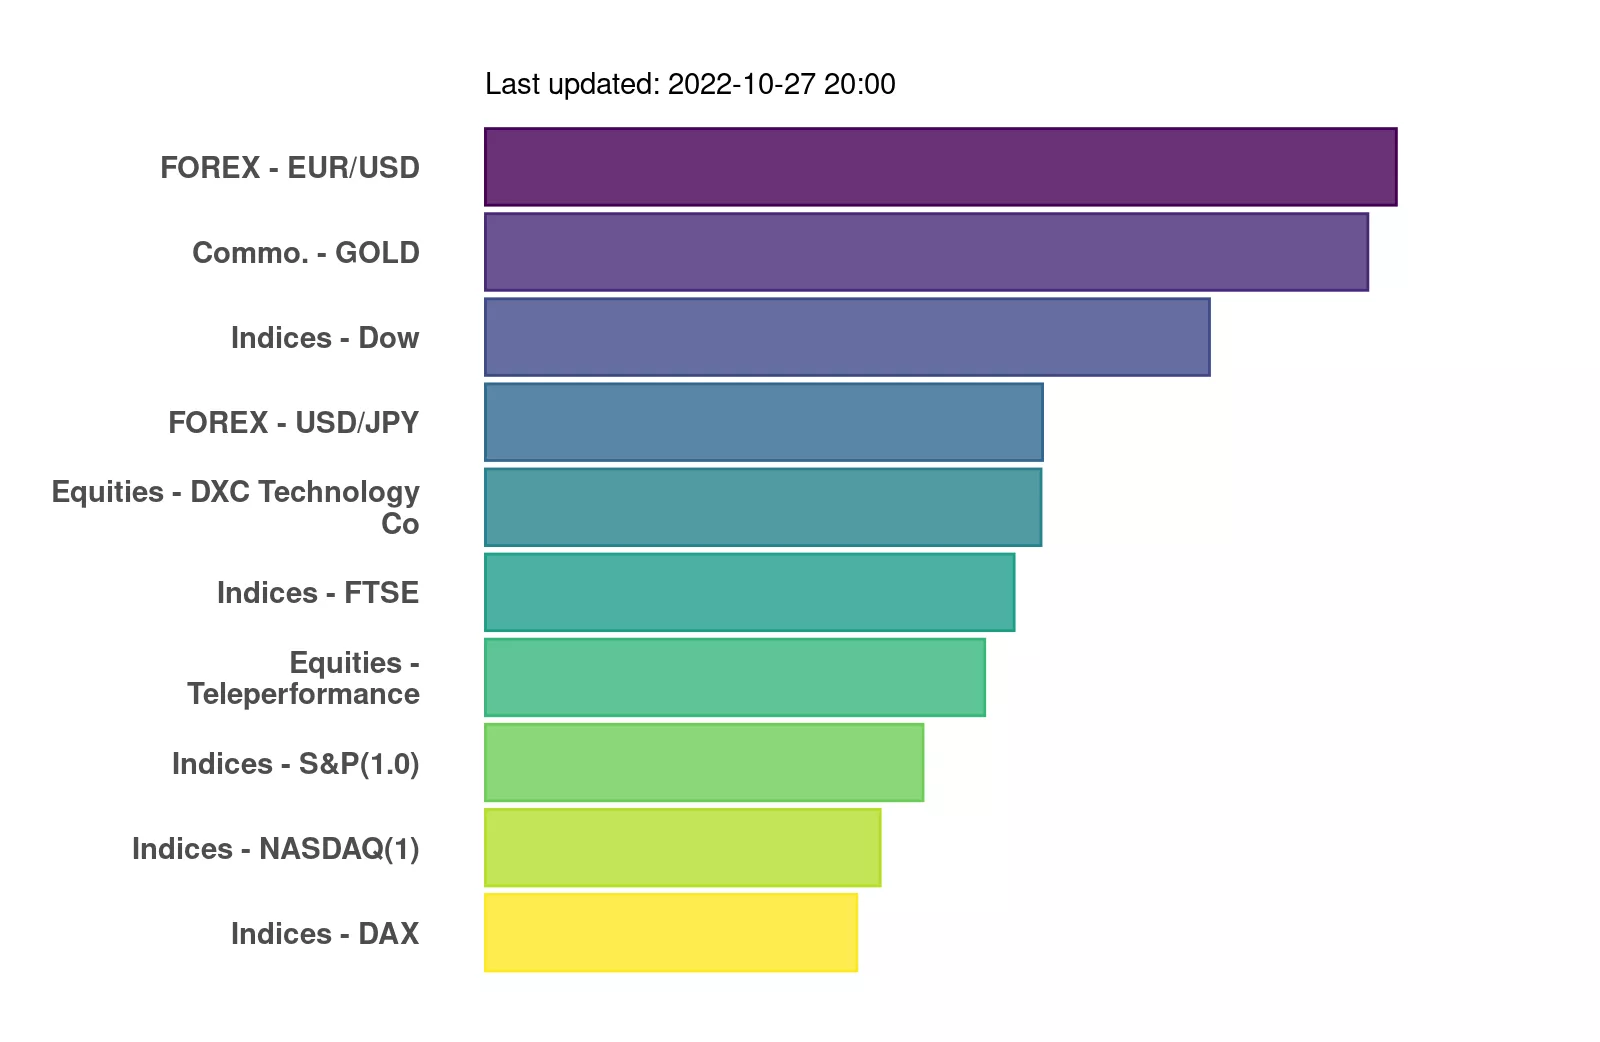 Last updated: 2022-10-27 20:00
FOREX - EUR/USD
Commo. - GOLD
Indices - Dow
FOREX - USD/JPY
Equities - DXC Technology
Co
Indices - FTSE
Equities -
Teleperformance
Indices - S&P(1.0)
Indices - NASDAQ(1)
Indices - DAX